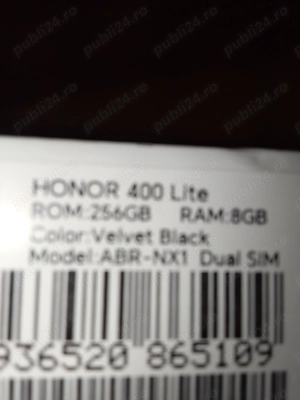 HONOR 400 Lite
ROM:256GB RAM:8GB
Color:Velvet Black
Model:ABR-NX1 Dual SIM
936520 865109